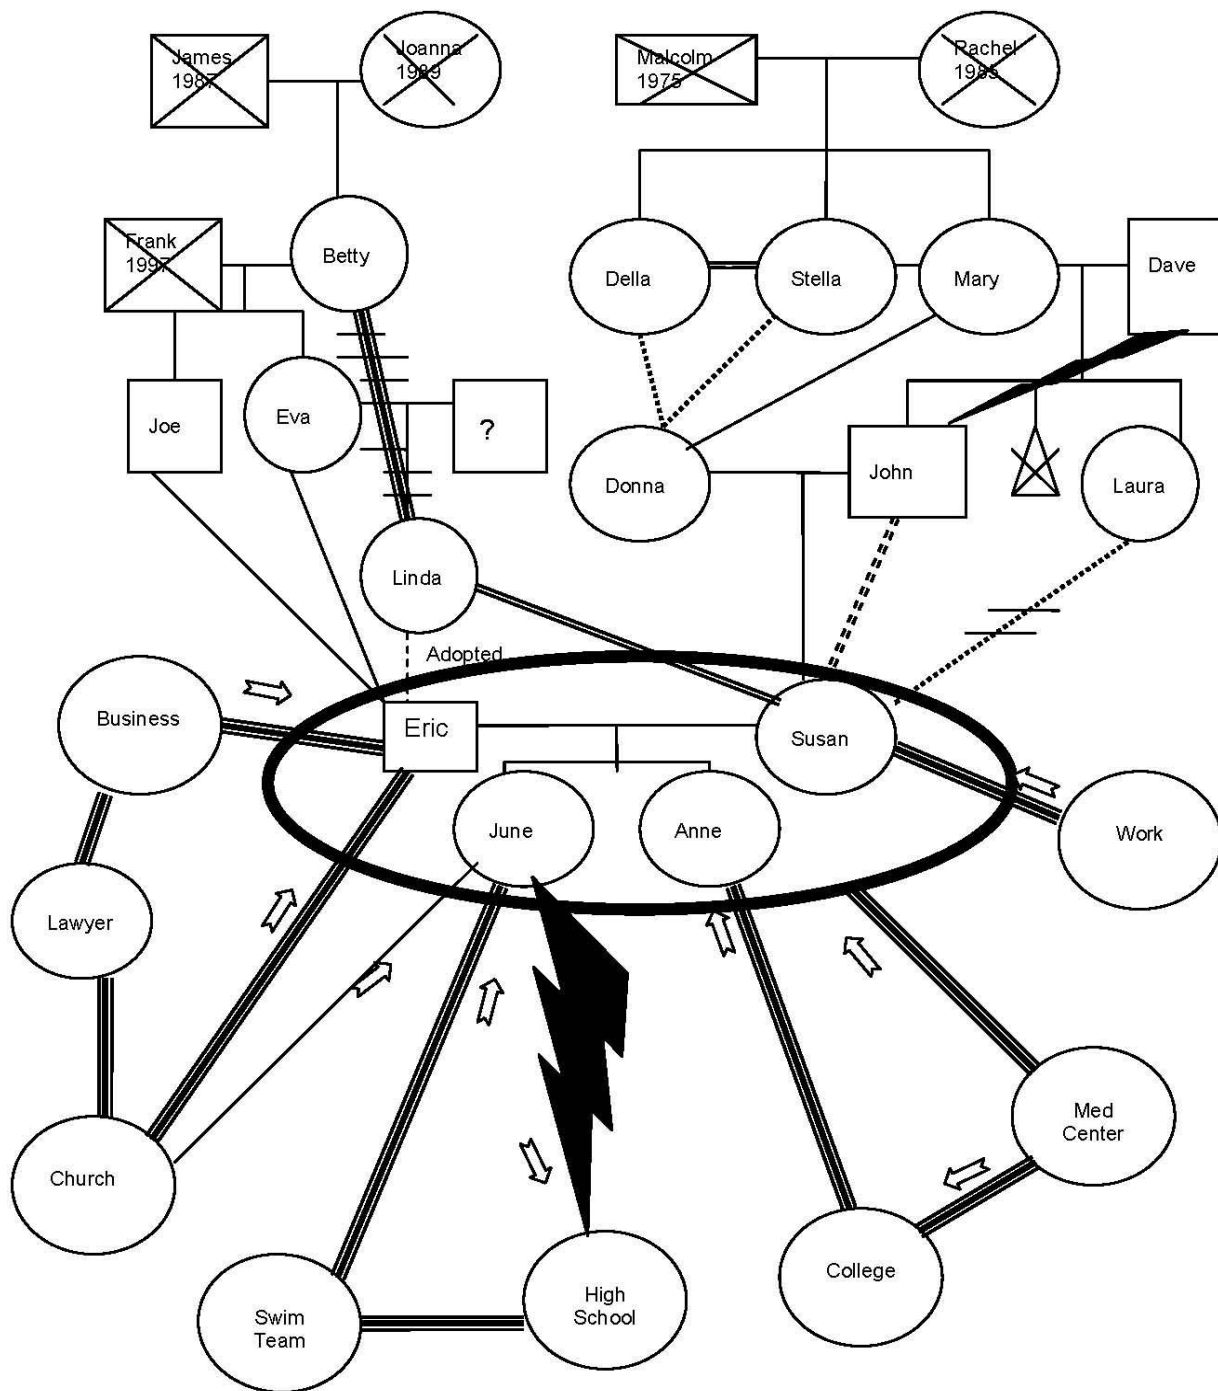 James
1987
Joanna
1989
Malcolm
1975
Rachel
1985
Frank
1997
Betty
Della
Stella
Mary
Dave
Joe
Eva
?
Donna
John
Laura
Linda
Adopted
Business
Eric
Susan
June
Anne
Work
Lawyer
Church
Med
Center
College
High
School
Swim
Team